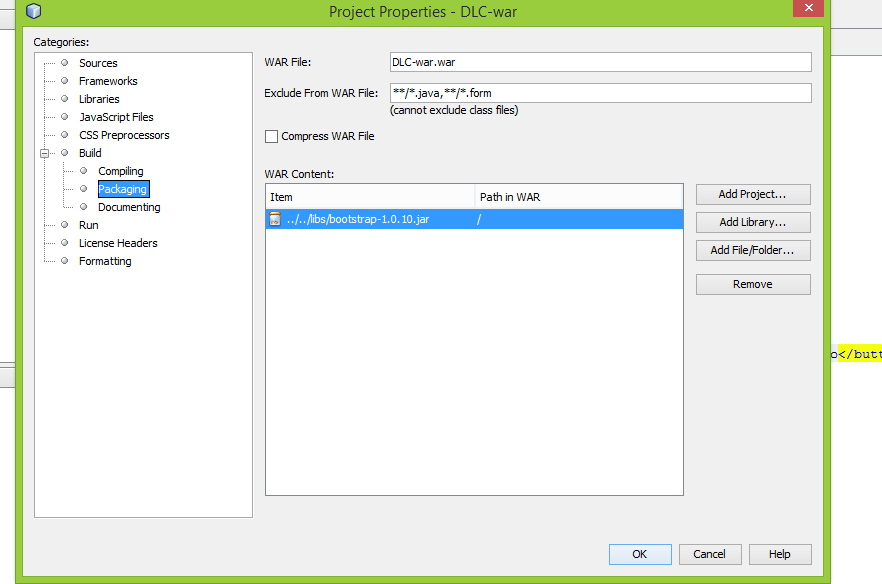 Project Properties - DLC-war
Categories:
Sources
Frameworks
Libraries
JavaScript Files
CSS Preprocessors
Build
Compiling
Packaging
Documenting
Run
License Headers
Formatting
WAR File: DLC-war.war
Exclude From WAR File: **/*.java,**/*.form
(cannot exclude class files)
Compress WAR File
WAR Content:
Item Path in WAR
../../libs/bootstrap-1.0.10.jar /
Add Project...
Add Library...
Add File/Folder...
Remove
o</butt
OK Cancel Help